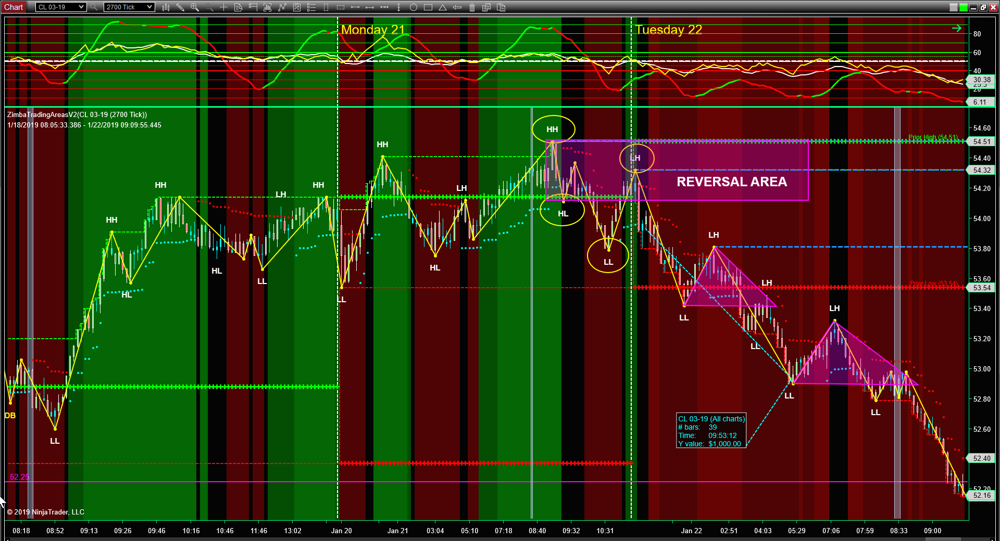 Chart
CL 03-19
2700 Tick
Monday 21
Tuesday 22
80
60
40
30.38
20
6.11
ZimbaTradingAreasV2(CL 03-19 (2700 Tick))
1/18/2019 08:05:33.386 - 1/22/2019 09:09:55.445
HH
54.60
Prior High (54.51)
54.51
HH
LH
54.40
54.32
REVERSAL AREA
HH
HH
LH
LH
54.20
HL
HH
54.00
LH
53.80
LL
HL
HL
LL
53.60
LH
Prior Low (53.54)
53.54
HL
LL
53.40
LH
LL
53.20
LL
53.00
LL
52.80
LL
DB
CL 03-19 (All charts)
# bars: 39
Time: 09:53:12
Y value: $1,000.00
52.60
LL
52.40
52.25
52.20
52.16
© 2019 NinjaTrader, LLC
08:18 08:52 09:13 09:26 09:46 10:16 10:46 11:46 13:02 Jan 20 Jan 21 03:04 05:10 07:18 08:40 09:32 10:31 Jan 22 02:51 04:03 05:29 07:06 07:59 08:33 09:00